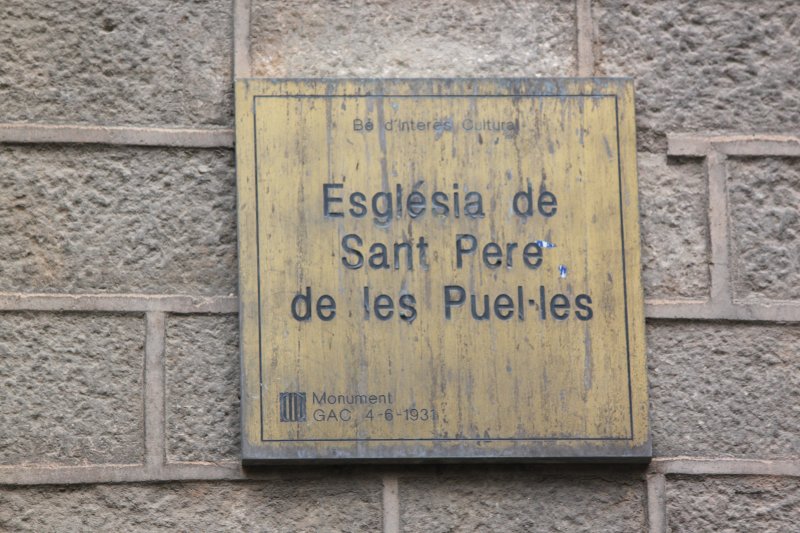 Bé d'Interès Cultural
Església de
Sant Pere
de les Puel·les
Monument
GAC 4-6-1931